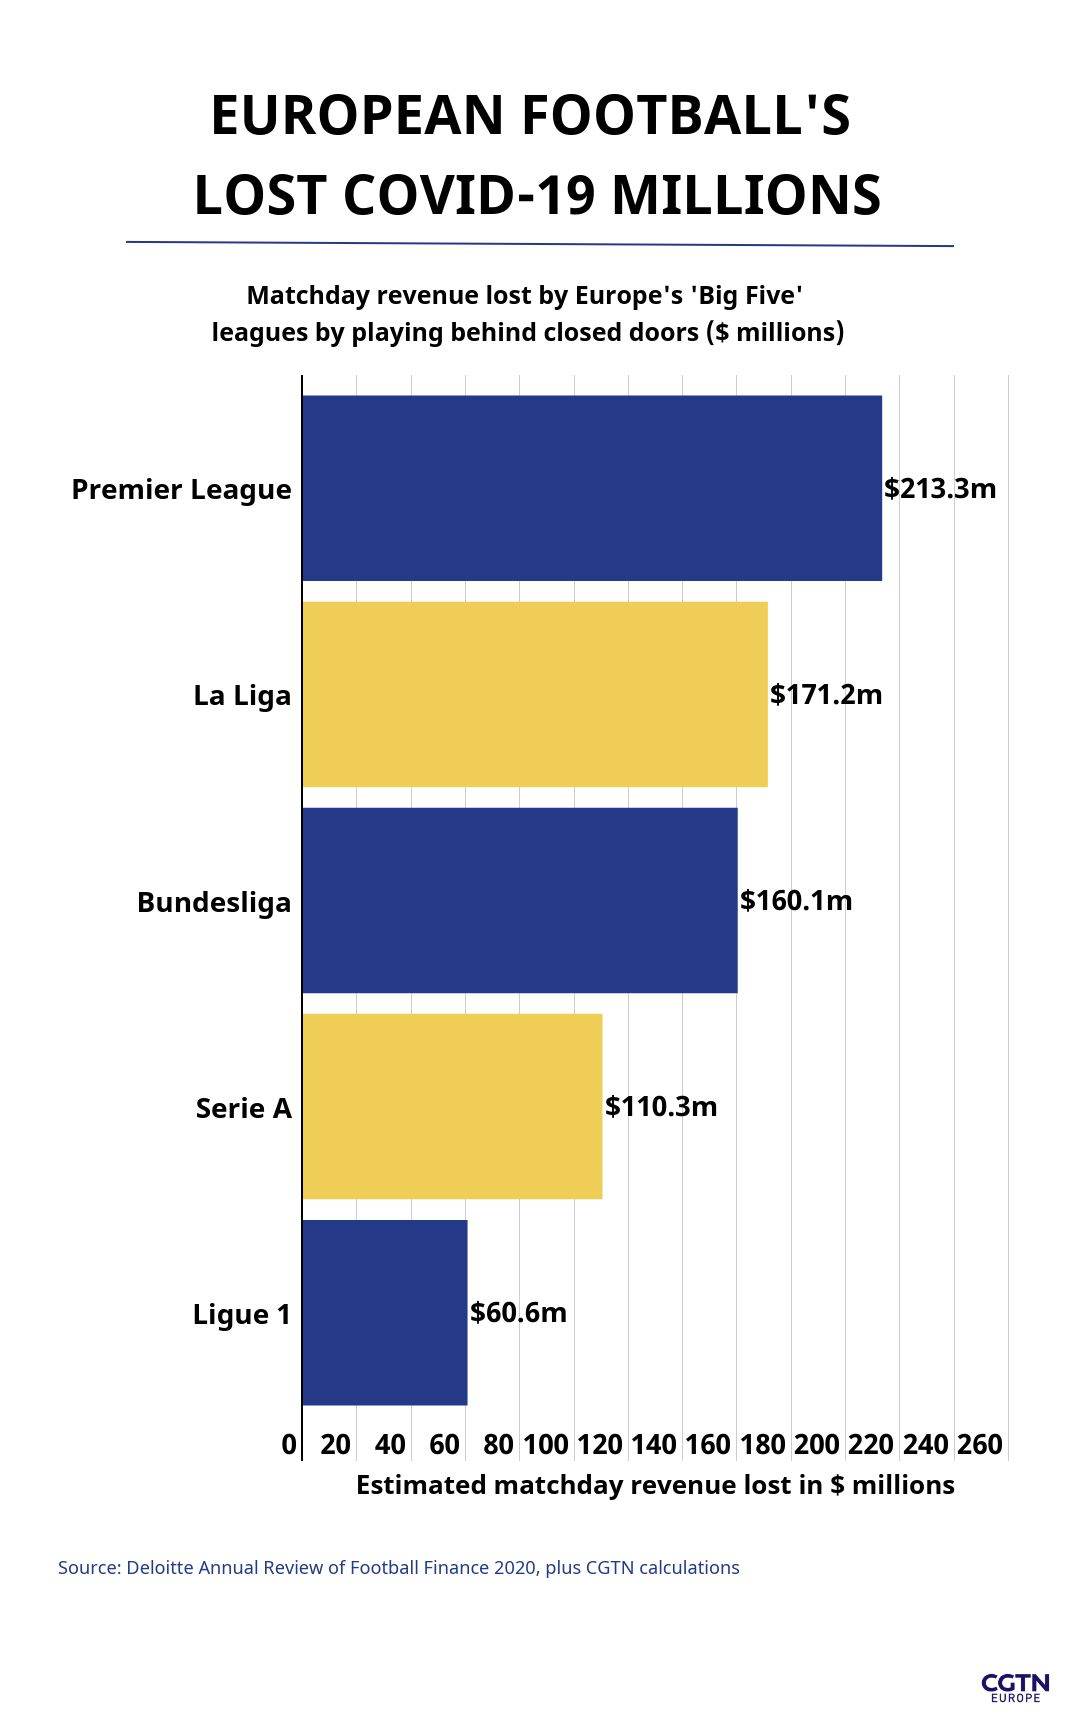 EUROPEAN FOOTBALL'S
LOST COVID-19 MILLIONS
Matchday revenue lost by Europe's 'Big Five'
leagues by playing behind closed doors ($ millions)
Premier League
$213.3m
La Liga
$171.2m
Bundesliga
$160.1m
Serie A
$110.3m
Ligue 1
$60.6m
0 20 40 60 80 100 120 140 160 180 200 220 240 260
Estimated matchday revenue lost in $ millions
Source: Deloitte Annual Review of Football Finance 2020, plus CGTN calculations
CGTN
EUROPE